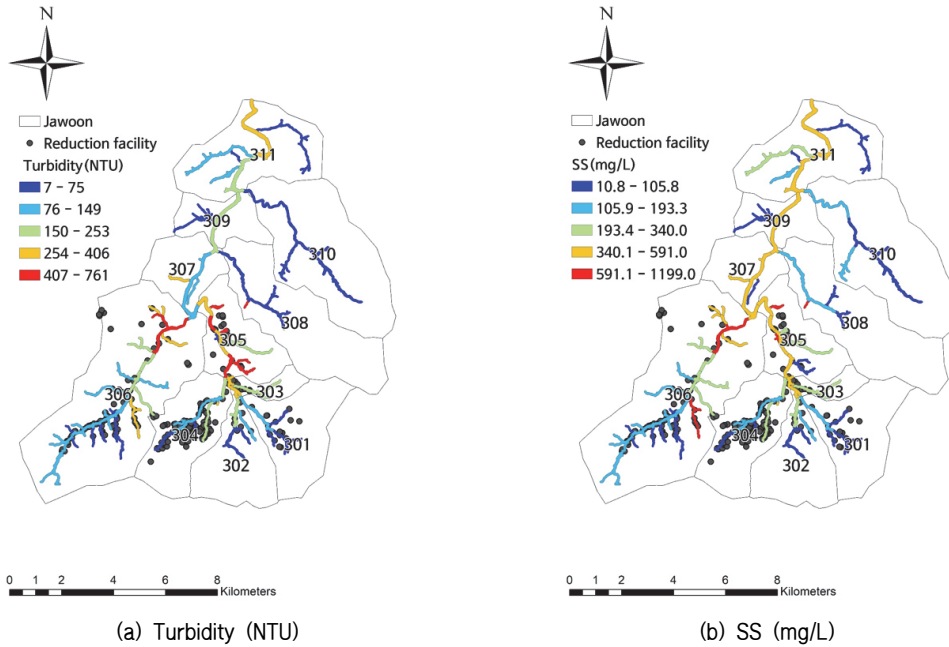 N
Jawoon
Reduction facility
Turbidity(NTU)
7 - 75
76 - 149
150 - 253
254 - 406
407 - 761
311
309
310
307
308
305
306
303
304
301
302
0 1 2 4 6 8
Kilometers
(a) Turbidity (NTU)
N
Jawoon
Reduction facility
SS(mg/L)
10.8 - 105.8
105.9 - 193.3
193.4 - 340.0
340.1 - 591.0
591.1 - 1199.0
311
309
310
307
308
305
306
303
304
301
302
0 1 2 4 6 8
Kilometers
(b) SS (mg/L)